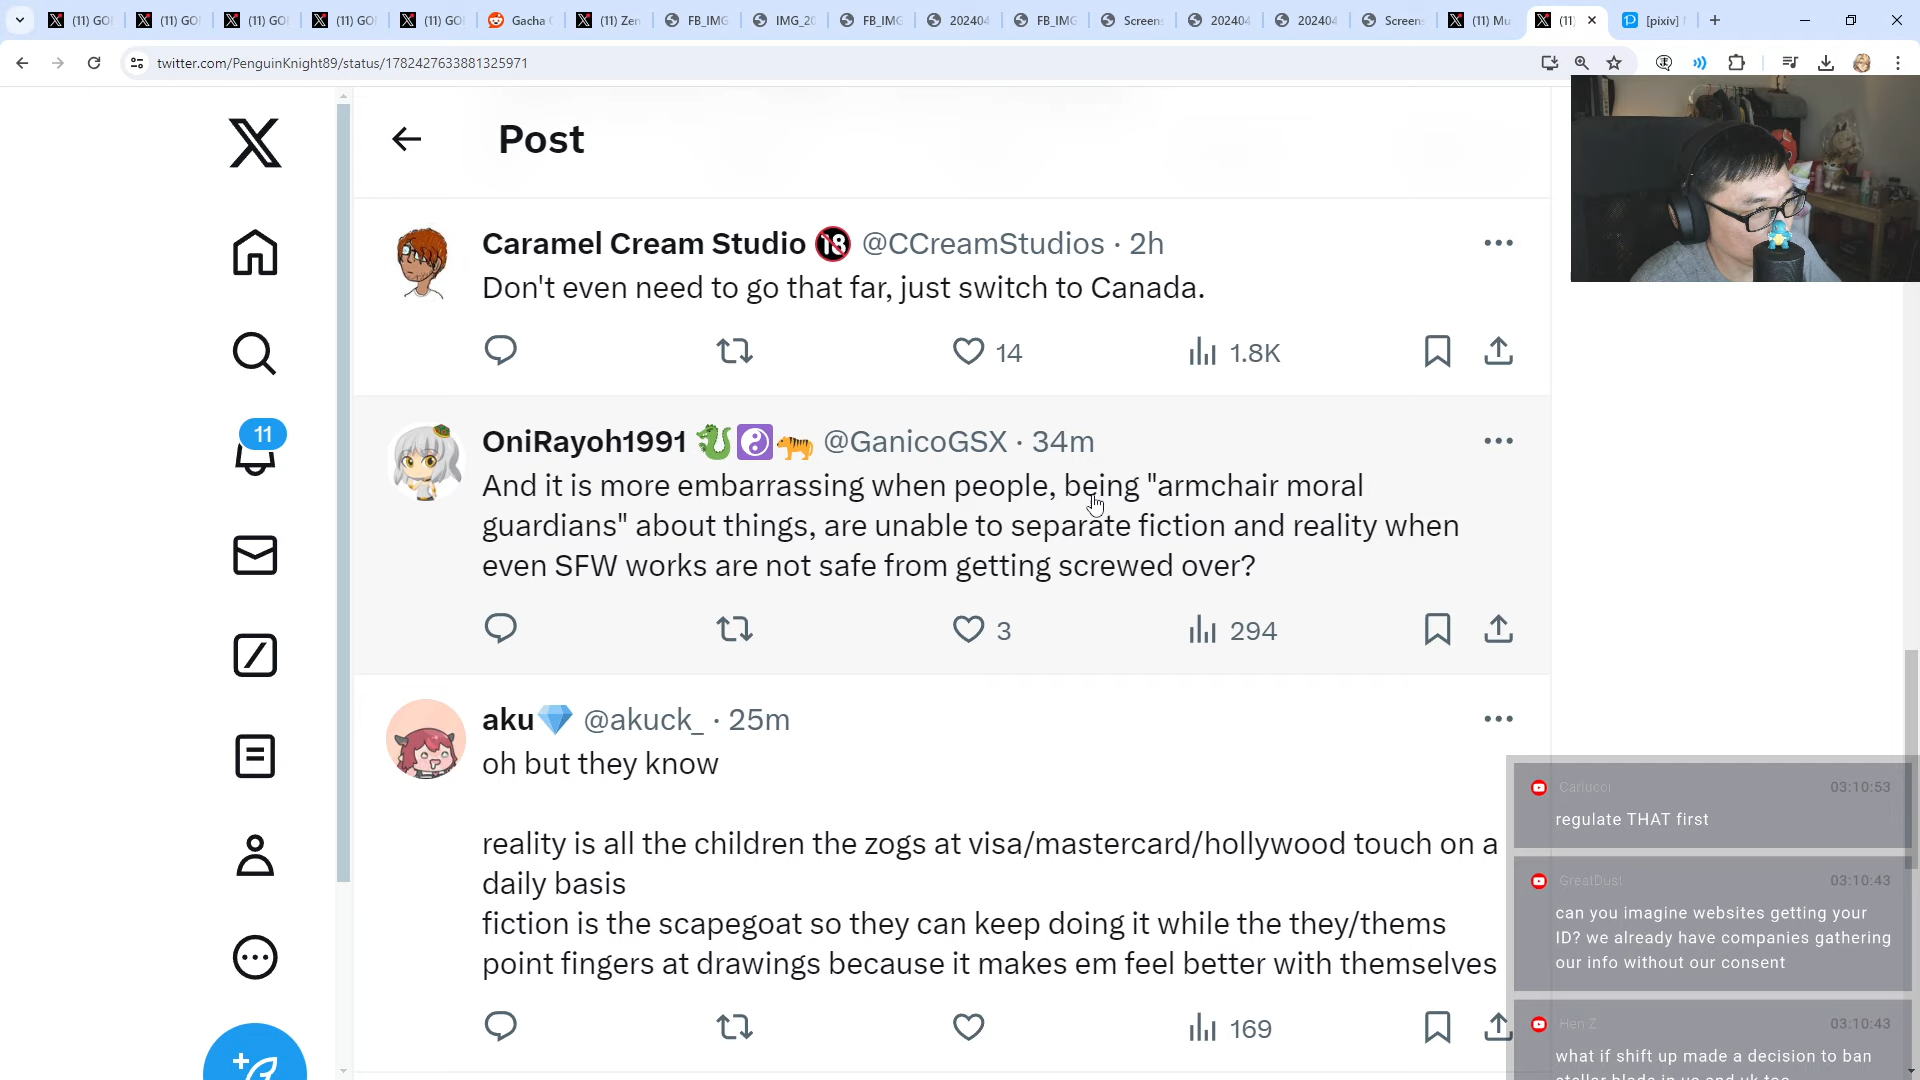 (11) GO
(11) GO
(11) GO
(11) GO
(11) GO
Gacha
(11) Zen
FB_IMG
IMG_20
FB_IMG
202404
FB_IMG
Screens
202404
202404
Screen
(11) Mu
(11)
[pixiv]
twitter.com/PenguinKnight89/status/1782427633881325971
Post
Caramel Cream Studio 🔞 @CCreamStudios · 2h
Don't even need to go that far, just switch to Canada.
14
1.8K
11
OniRayoh1991 🐉☯️🐅 @GanicoGSX · 34m
And it is more embarrassing when people, being "armchair moral
guardians" about things, are unable to separate fiction and reality when
even SFW works are not safe from getting screwed over?
3
294
aku💎 @akuck_ · 25m
oh but they know
reality is all the children the zogs at visa/mastercard/hollywood touch on a
daily basis
fiction is the scapegoat so they can keep doing it while the they/thems
point fingers at drawings because it makes em feel better with themselves
169
Carlucci 03:10:53
regulate THAT first
GreatDust 03:10:43
can you imagine websites getting your
ID? we already have companies gathering
our info without our consent
Hen Z 03:10:43
what if shift up made a decision to ban